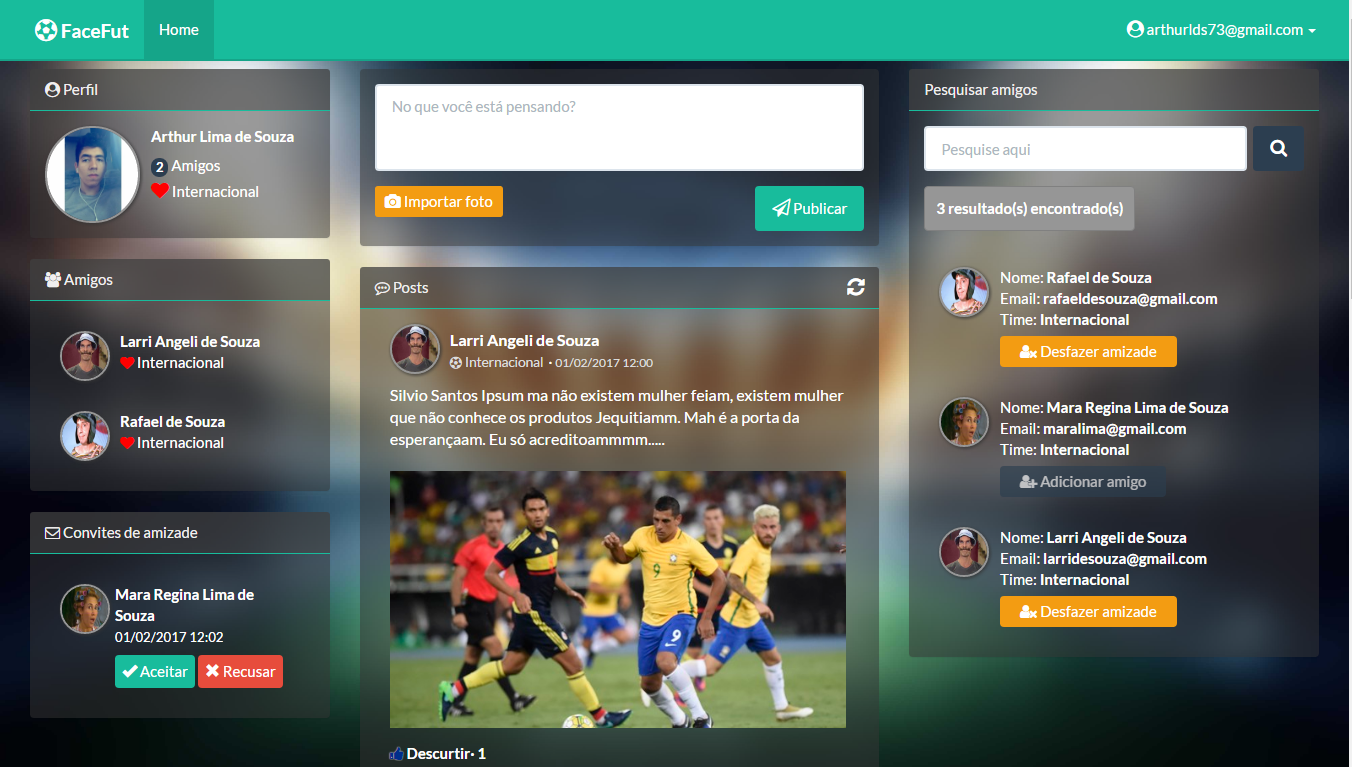 FaceFut
Home
arthurlds73@gmail.com
Perfil
Arthur Lima de Souza
2 Amigos
Internacional
Amigos
Larri Angeli de Souza
Internacional
Rafael de Souza
Internacional
Convites de amizade
Mara Regina Lima de
Souza
01/02/2017 12:02
Aceitar
Recusar
No que você está pensando?
Importar foto
Publicar
Posts
Larri Angeli de Souza
Internacional · 01/02/2017 12:00
Silvio Santos Ipsum ma não existem mulher feiam, existem mulher
que não conhece os produtos Jequitiamm. Mah é a porta da
esperançaam. Eu só acreditoammmm.....
9
9
Descurtir· 1
Pesquisar amigos
Pesquise aqui
3 resultado(s) encontrado(s)
Nome: Rafael de Souza
Email: rafaeldesouza@gmail.com
Time: Internacional
Desfazer amizade
Nome: Mara Regina Lima de Souza
Email: maralima@gmail.com
Time: Internacional
Adicionar amigo
Nome: Larri Angeli de Souza
Email: larridesouza@gmail.com
Time: Internacional
Desfazer amizade